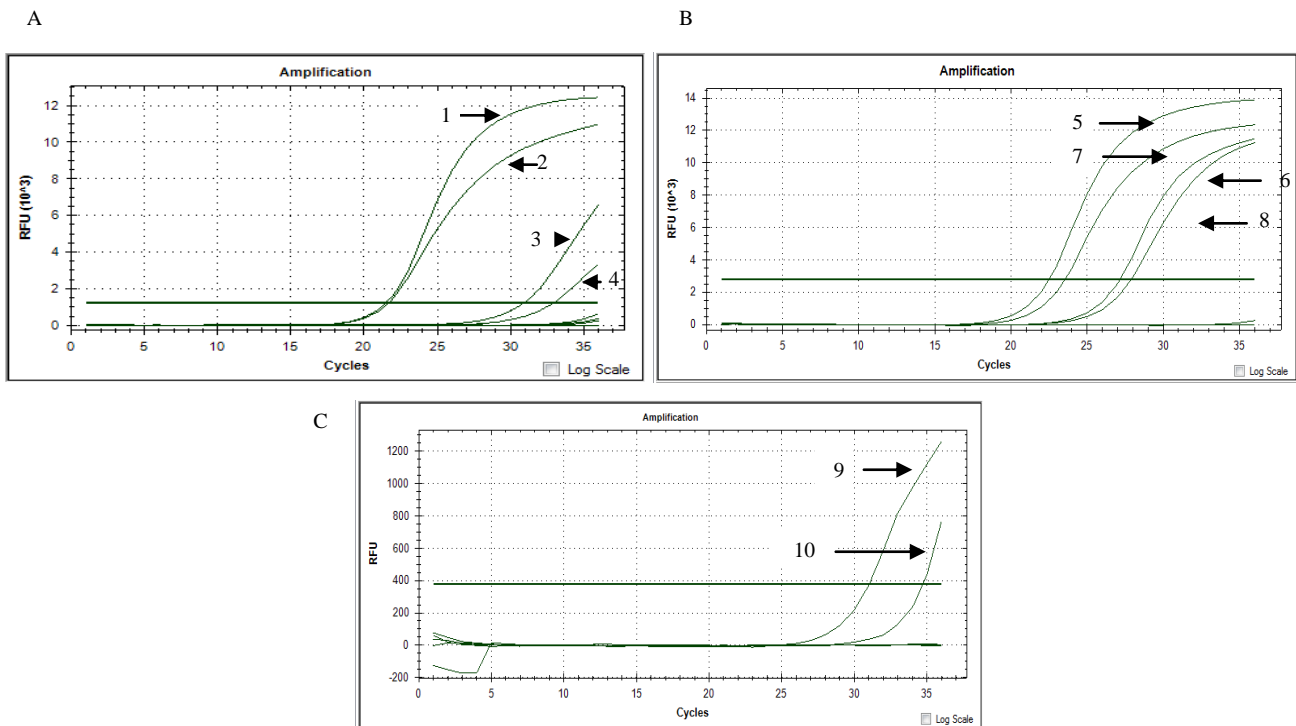 A
B
Amplification
RFU (10^3)
12
10
8
6
4
2
0
0 5 10 15 20 25 30 35
Cycles
Log Scale
1
2
3
4
Amplification
RFU (10^ 3)
14
12
10
8
6
4
2
0
0 5 10 15 20 25 30 35
Cycles
Log Scale
5
7
6
8
C
Amplification
RFU
1200
1000
800
600
400
200
0
-200
0 5 10 15 20 25 30 35
Cycles
Log Scale
9
10